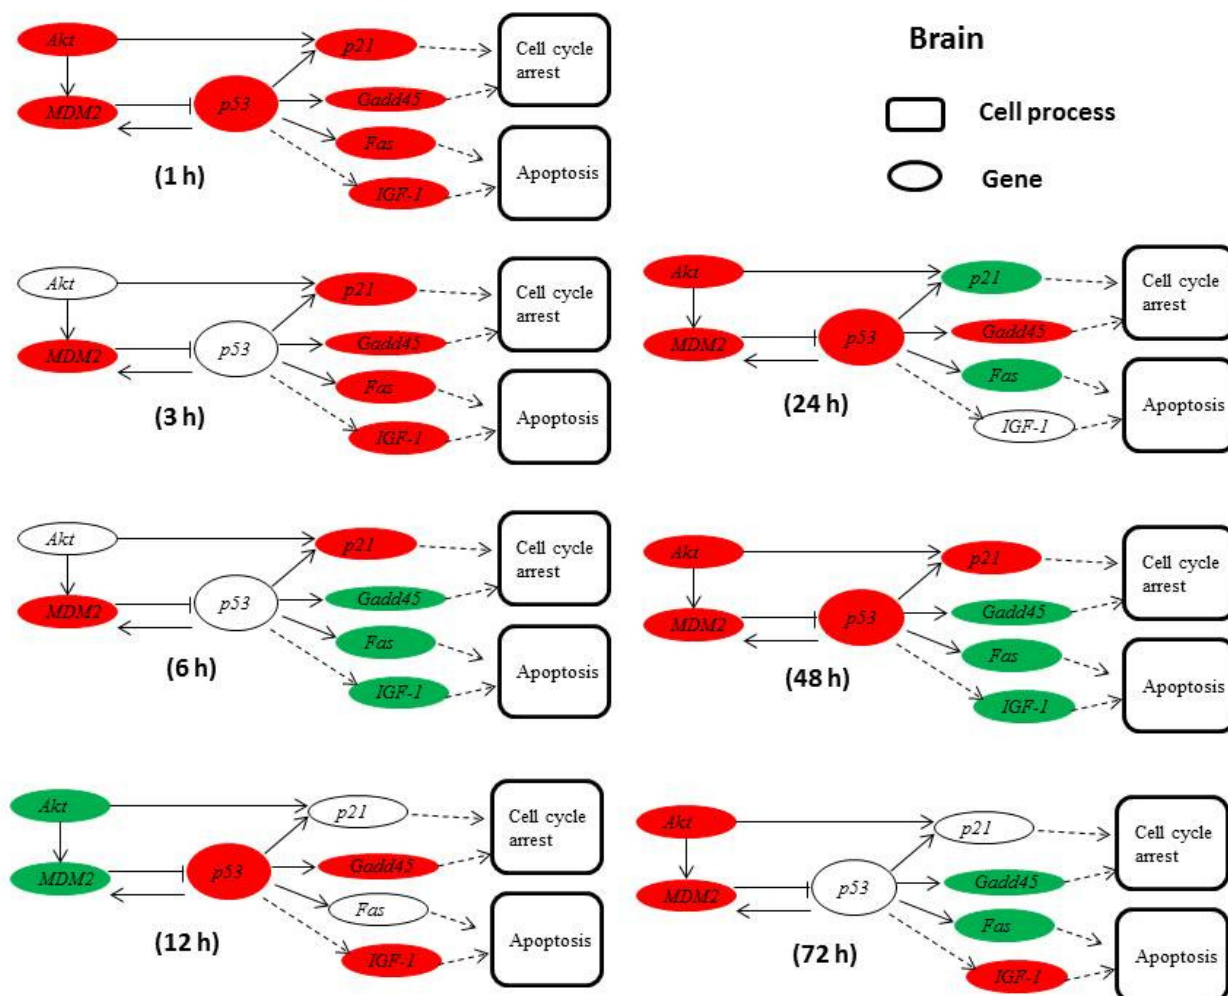 Brain
Cell process
Gene
Akt
p21
Cell cycle
arrest
MDM2
p53
Gadd45
Fas
Apoptosis
IGF-1
(1 h)
Akt
p21
Cell cycle
arrest
MDM2
p53
Gadd45
Fas
Apoptosis
IGF-1
(3 h)
Akt
p21
Cell cycle
arrest
MDM2
p53
Gadd45
Fas
Apoptosis
IGF-1
(6 h)
Akt
p21
Cell cycle
arrest
MDM2
p53
Gadd45
Fas
Apoptosis
IGF-1
(12 h)
Akt
p21
Cell cycle
arrest
MDM2
p53
Gadd45
Fas
Apoptosis
IGF-1
(24 h)
Akt
p21
Cell cycle
arrest
MDM2
p53
Gadd45
Fas
Apoptosis
IGF-1
(48 h)
Akt
p21
Cell cycle
arrest
MDM2
p53
Gadd45
Fas
Apoptosis
IGF-1
(72 h)